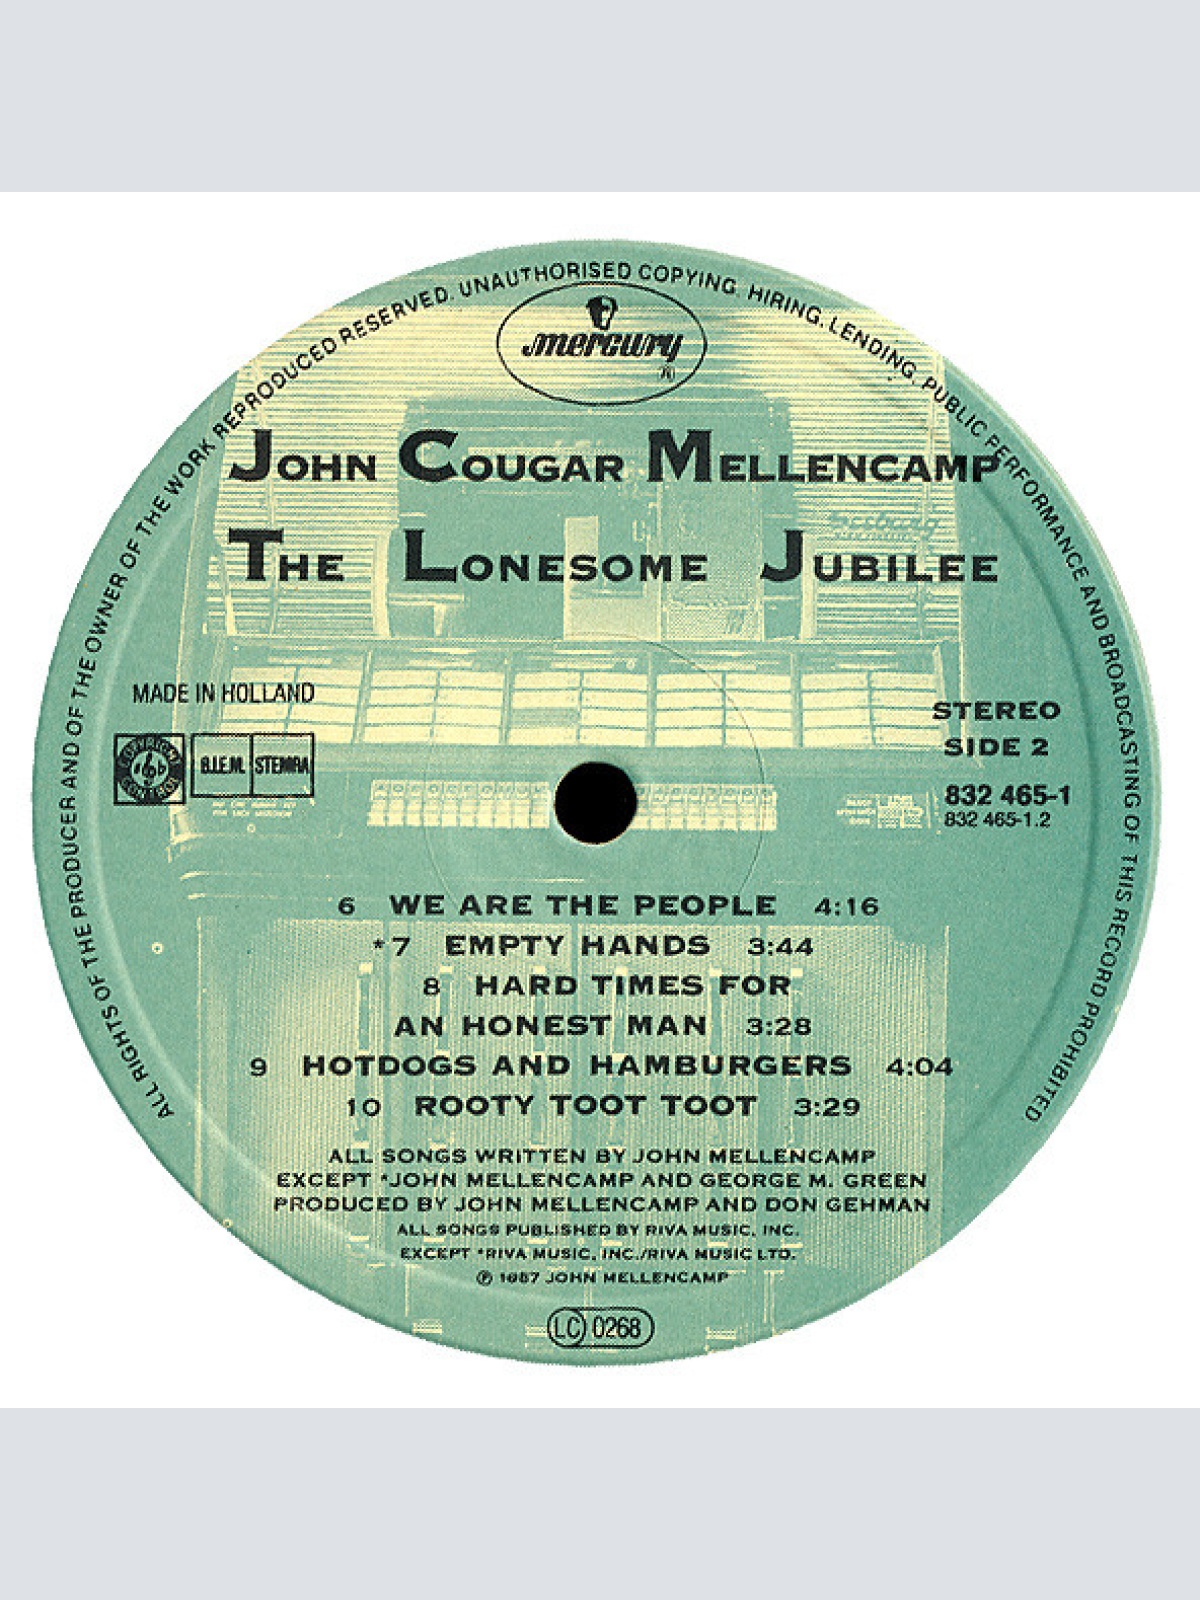 ALL RIGHTS OF THE PRODUCER AND OF THE OWNER OF THE WORK REPRODUCED RESERVED. UNAUTHORISED COPYING, HIRING, LENDING, PUBLIC PERFORMANCE AND BROADCASTING OF THIS RECORD PROHIBITED
mercury
JOHN COUGAR MELLENCAMP
THE LONESOME JUBILEE
Seeburg
MADE IN HOLLAND
B.I.E.M. STEMRA
STEREO
SIDE 2
832 465-1
832 465-1.2
6 WE ARE THE PEOPLE 4:16
*7 EMPTY HANDS 3:44
8 HARD TIMES FOR
AN HONEST MAN 3:28
9 HOTDOGS AND HAMBURGERS 4:04
10 ROOTY TOOT TOOT 3:29
ALL SONGS WRITTEN BY JOHN MELLENCAMP
EXCEPT *JOHN MELLENCAMP AND GEORGE M. GREEN
PRODUCED BY JOHN MELLENCAMP AND DON GEHMAN
ALL SONGS PUBLISHED BY RIVA MUSIC, INC.
EXCEPT *RIVA MUSIC, INC./RIVA MUSIC LTD.
℗ 1987 JOHN MELLENCAMP
LC 0268